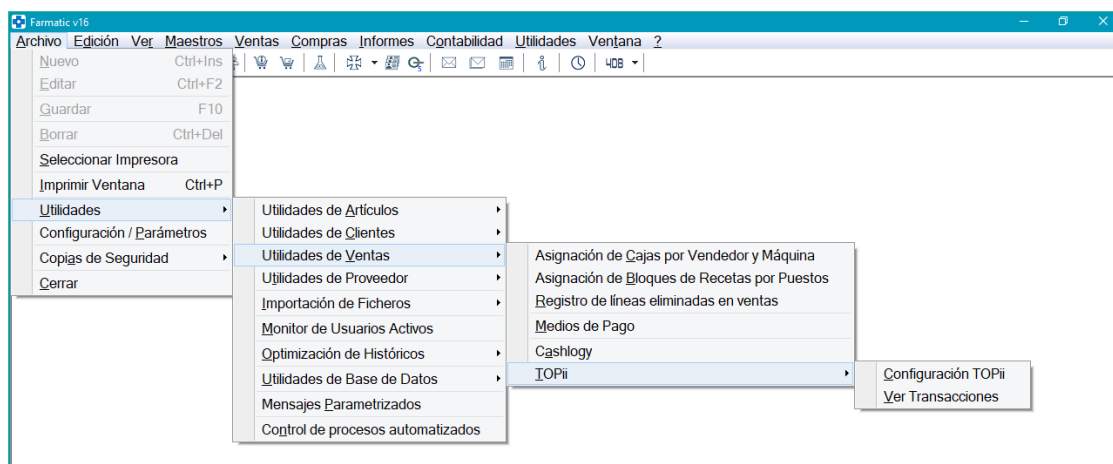 Farmatic v16
Archivo Edición Ver Maestros Ventas Compras Informes Contabilidad Utilidades Ventana ?
Nuevo Ctrl+Ins
Editar Ctrl+F2
Guardar F10
Borrar Ctrl+Del
Seleccionar Impresora
Imprimir Ventana Ctrl+P
Utilidades
Configuración / Parámetros
Copias de Seguridad
Cerrar
Utilidades de Artículos
Utilidades de Clientes
Utilidades de Ventas
Utilidades de Proveedor
Importación de Ficheros
Monitor de Usuarios Activos
Optimización de Históricos
Utilidades de Base de Datos
Mensajes Parametrizados
Control de procesos automatizados
Asignación de Cajas por Vendedor y Máquina
Asignación de Bloques de Recetas por Puestos
Registro de líneas eliminadas en ventas
Medios de Pago
Cashlogy
TOPii
Configuración TOPii
Ver Transacciones